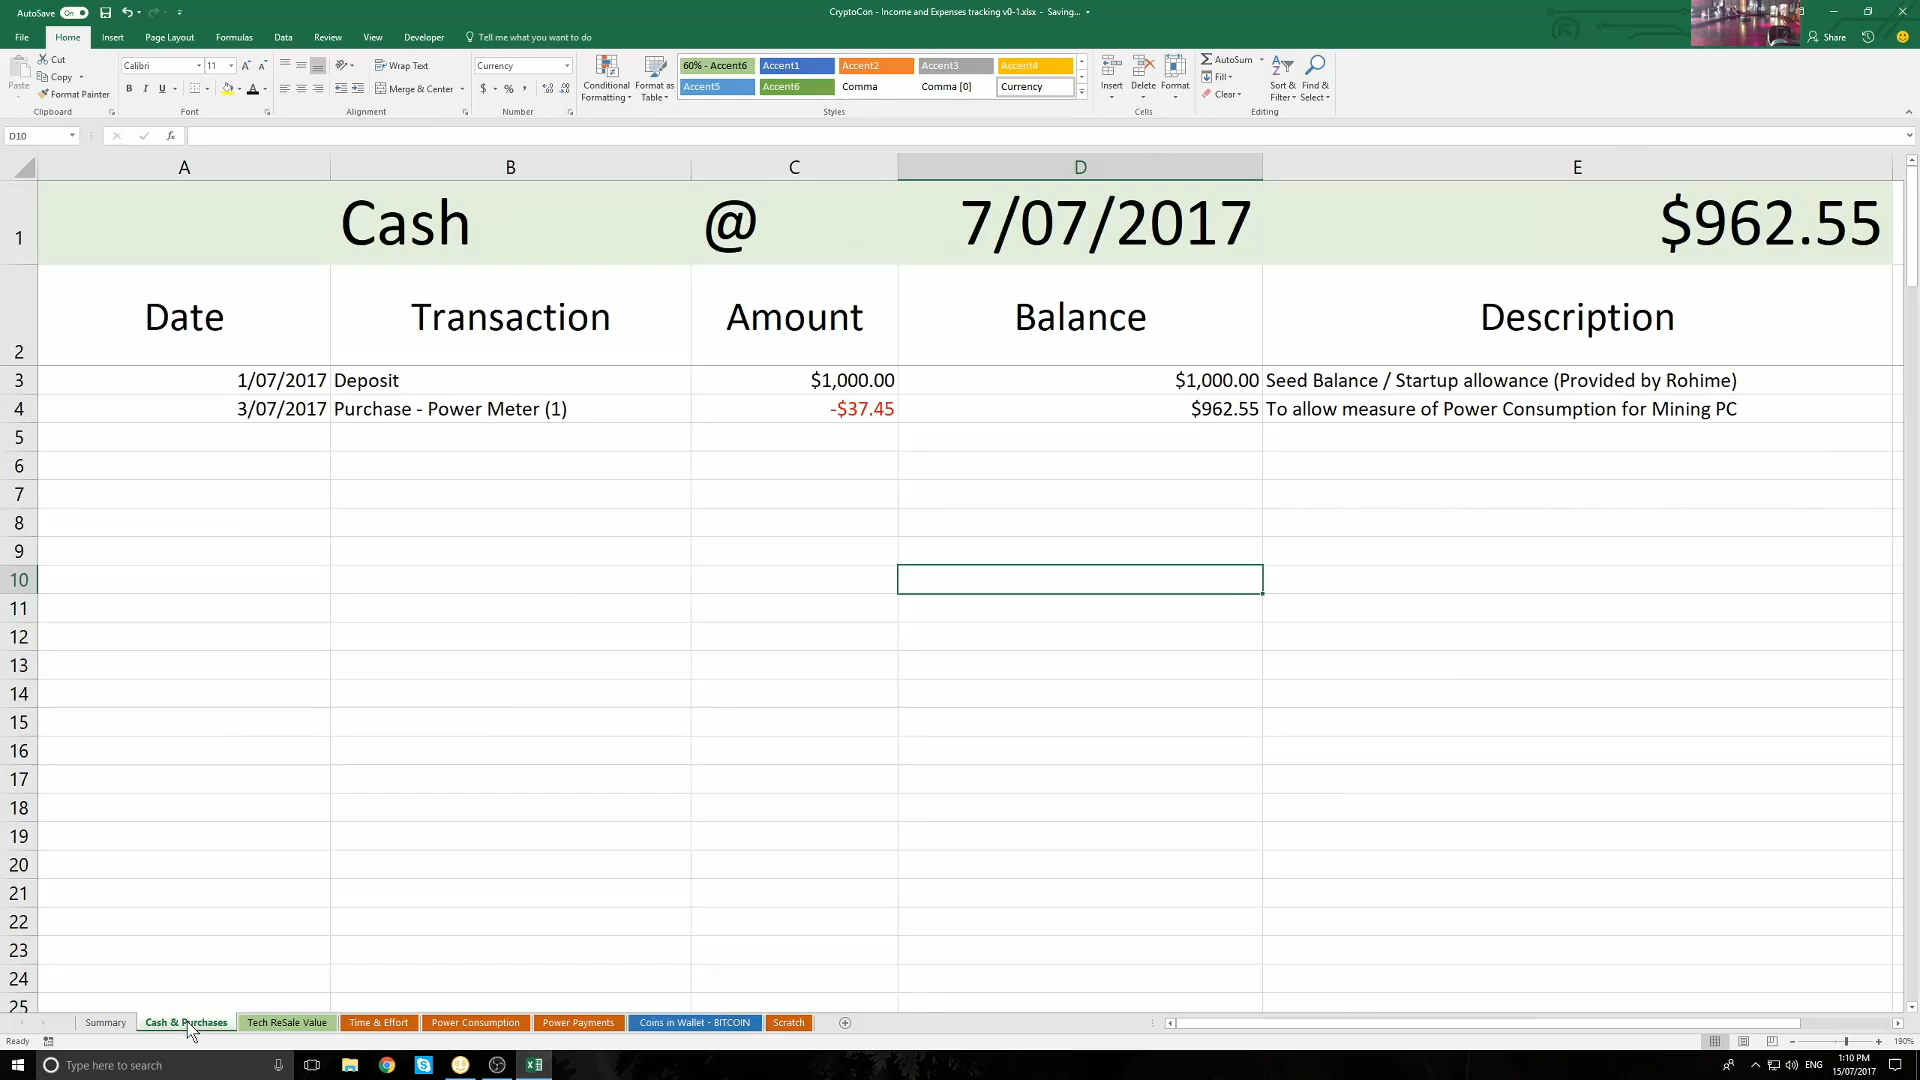 AutoSave On
CryptoCon - Income and Expenses tracking v0-1.xlsx - Saving...
File Home Insert Page Layout Formulas Data Review View Developer Tell me what you want to do Share
Paste Cut Copy Format Painter Clipboard
Calibri 11 B I U Font
Wrap Text Merge & Center Alignment
Currency $ % , Number
Conditional Formatting Format as Table
60% - Accent6 Accent1 Accent2 Accent3 Accent4
Accent5 Accent6 Comma Comma [0] Currency
Styles
Insert Delete Format Cells
AutoSum Fill Clear Sort & Filter Find & Select Editing
D10 fx
A B C D E
1 Cash @ 7/07/2017 $962.55
2 Date Transaction Amount Balance Description
3 1/07/2017 Deposit $1,000.00 $1,000.00 Seed Balance / Startup allowance (Provided by Rohime)
4 3/07/2017 Purchase - Power Meter (1) -$37.45 $962.55 To allow measure of Power Consumption for Mining PC
5
6
7
8
9
10
11
12
13
14
15
16
17
18
19
20
21
22
23
24
25
Summary Cash & Purchases Tech ReSale Value Time & Effort Power Consumption Power Payments Coins in Wallet - BITCOIN Scratch
Ready 190%
Type here to search ENG 1:10 PM
15/07/2017